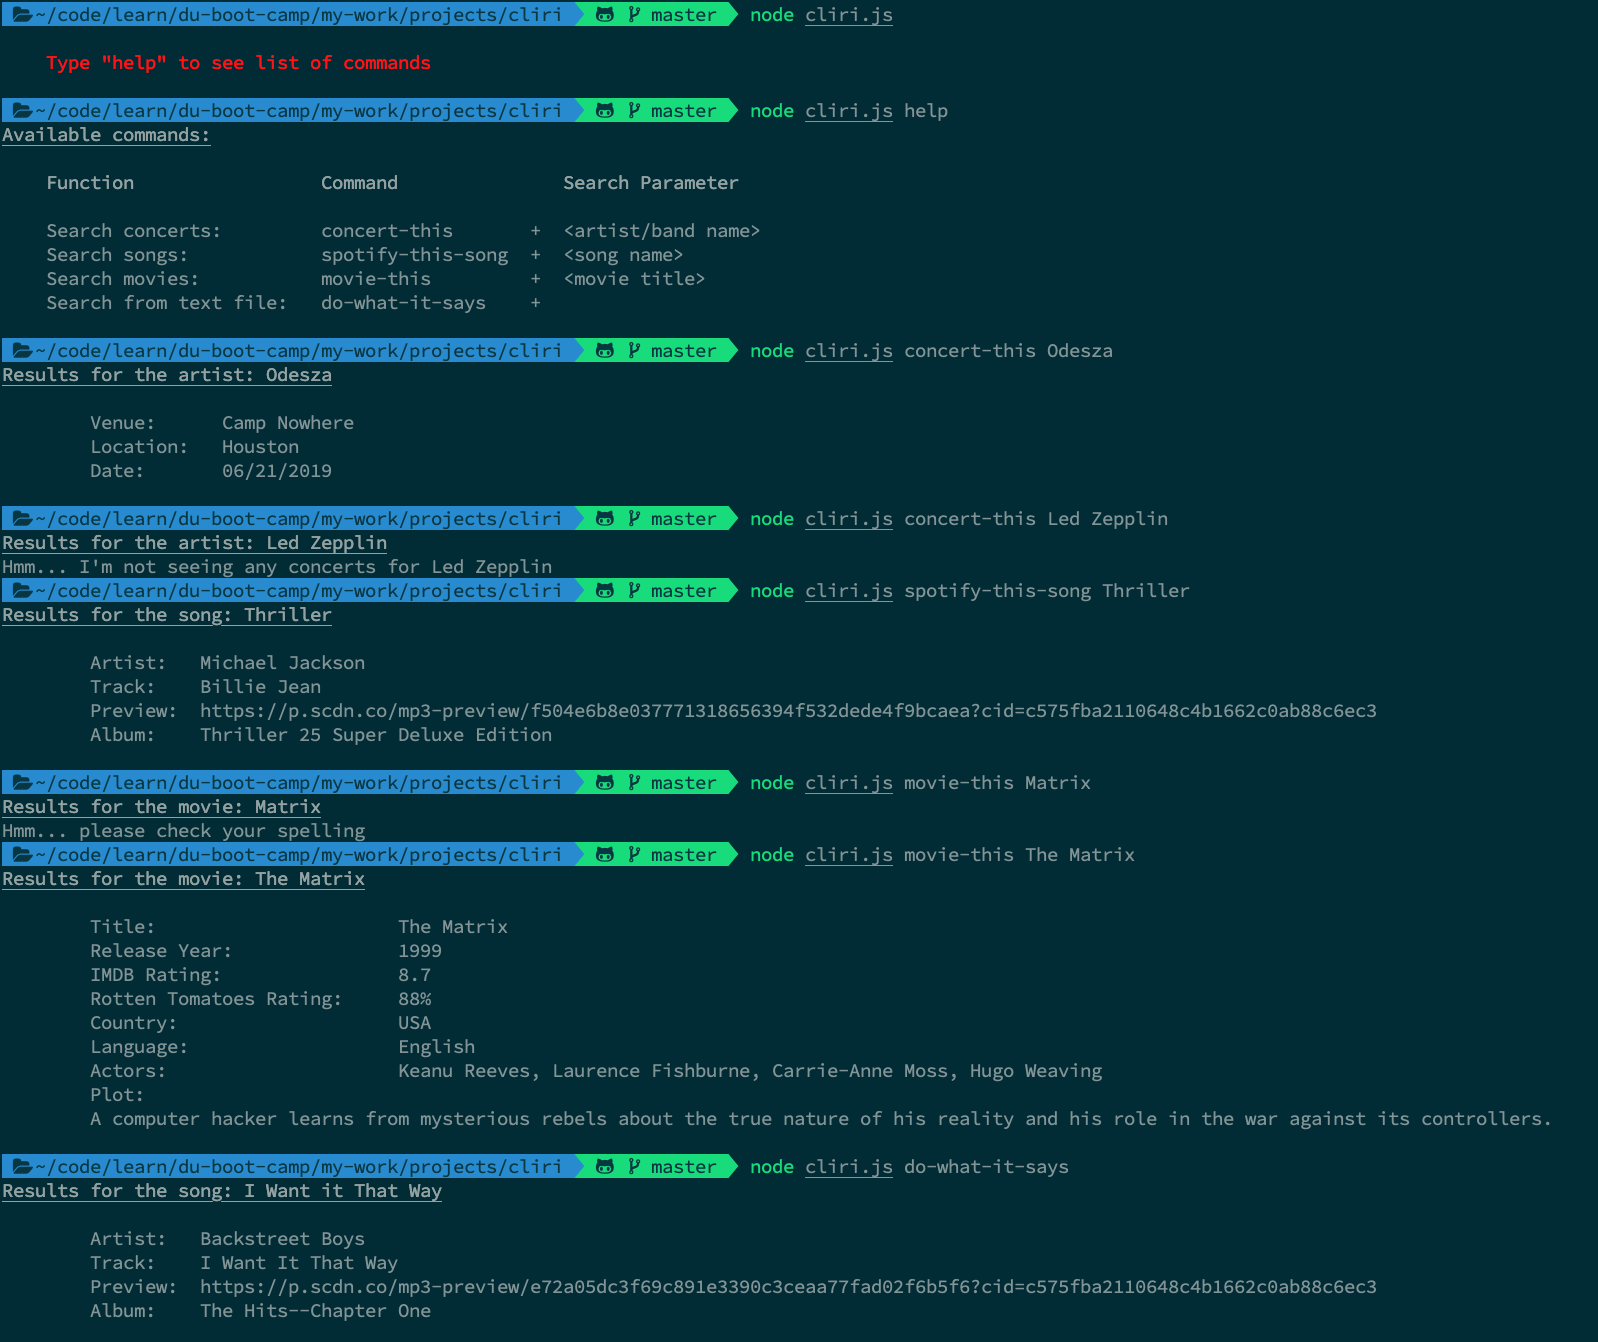 ~/code/learn/du-boot-camp/my-work/projects/cliri master node cliri.js
Type "help" to see list of commands
~/code/learn/du-boot-camp/my-work/projects/cliri master node cliri.js help
Available commands:
Function Command Search Parameter
Search concerts: concert-this + <artist/band name>
Search songs: spotify-this-song + <song name>
Search movies: movie-this + <movie title>
Search from text file: do-what-it-says +
~/code/learn/du-boot-camp/my-work/projects/cliri master node cliri.js concert-this Odesza
Results for the artist: Odesza
Venue: Camp Nowhere
Location: Houston
Date: 06/21/2019
~/code/learn/du-boot-camp/my-work/projects/cliri master node cliri.js concert-this Led Zepplin
Results for the artist: Led Zepplin
Hmm... I'm not seeing any concerts for Led Zepplin
~/code/learn/du-boot-camp/my-work/projects/cliri master node cliri.js spotify-this-song Thriller
Results for the song: Thriller
Artist: Michael Jackson
Track: Billie Jean
Preview: https://p.scdn.co/mp3-preview/f504e6b8e037771318656394f532dede4f9bcaea?cid=c575fba2110648c4b1662c0ab88c6ec3
Album: Thriller 25 Super Deluxe Edition
~/code/learn/du-boot-camp/my-work/projects/cliri master node cliri.js movie-this Matrix
Results for the movie: Matrix
Hmm... please check your spelling
~/code/learn/du-boot-camp/my-work/projects/cliri master node cliri.js movie-this The Matrix
Results for the movie: The Matrix
Title: The Matrix
Release Year: 1999
IMDB Rating: 8.7
Rotten Tomatoes Rating: 88%
Country: USA
Language: English
Actors: Keanu Reeves, Laurence Fishburne, Carrie-Anne Moss, Hugo Weaving
Plot:
A computer hacker learns from mysterious rebels about the true nature of his reality and his role in the war against its controllers.
~/code/learn/du-boot-camp/my-work/projects/cliri master node cliri.js do-what-it-says
Results for the song: I Want it That Way
Artist: Backstreet Boys
Track: I Want It That Way
Preview: https://p.scdn.co/mp3-preview/e72a05dc3f69c891e3390c3ceaa77fad02f6b5f6?cid=c575fba2110648c4b1662c0ab88c6ec3
Album: The Hits--Chapter One